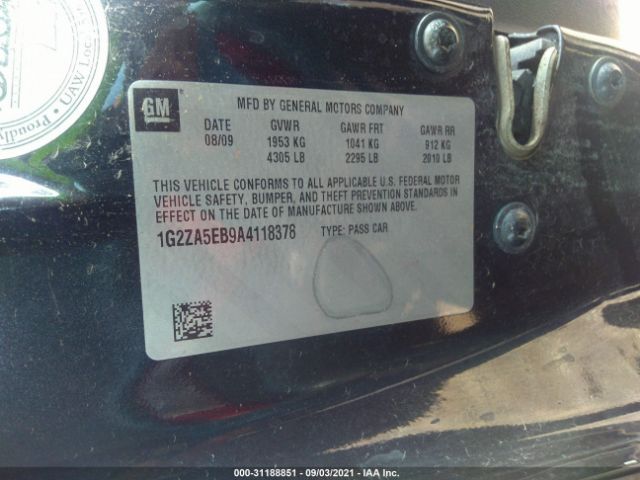 Proudly
UAW Loc
GM
MFD BY GENERAL MOTORS COMPANY
DATE GVWR GAWR FRT GAWR RR
08/09 1953 KG 1041 KG 912 KG
4305 LB 2295 LB 2010 LB
THIS VEHICLE CONFORMS TO ALL APPLICABLE U.S. FEDERAL MOTOR
VEHICLE SAFETY, BUMPER, AND THEFT PREVENTION STANDARDS IN
EFFECT ON THE DATE OF MANUFACTURE SHOWN ABOVE.
1G2ZA5EB9A4118378 TYPE: PASS CAR
000-31188851 - 09/03/2021 - IAA Inc.